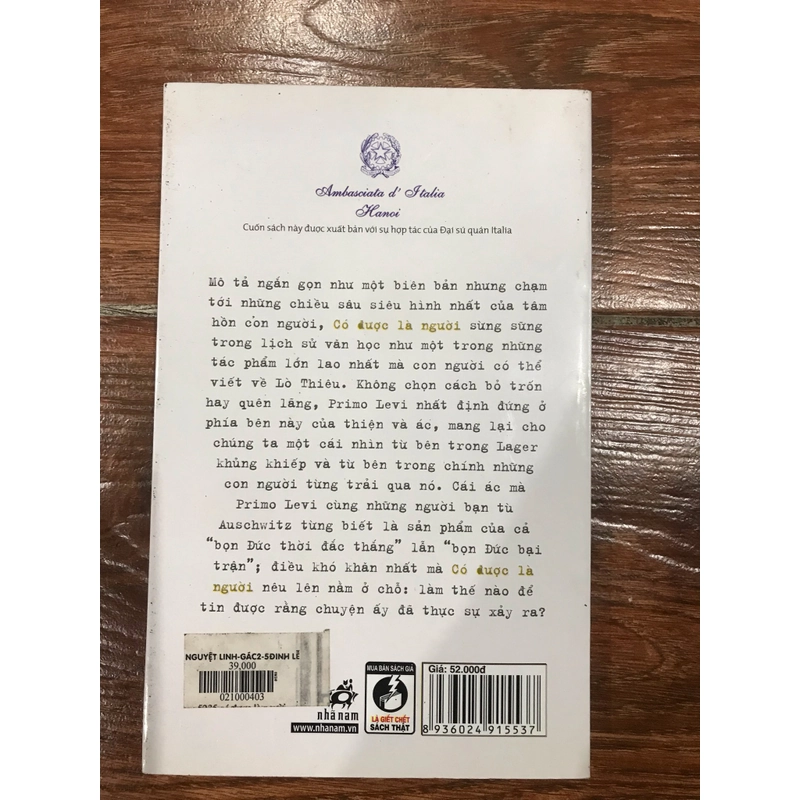 Ambasciata d' Italia
Hanoi
Cuốn sách này được xuất bản với sự hợp tác của Đại sứ quán Italia
Mô tả ngắn gọn như một biên bản nhưng chạm
tới những chiều sâu siêu hình nhất của tâm
hồn con người, Có được là người sừng sững
trong lịch sử văn học như một trong những
tác phẩm lớn lao nhất mà con người có thể
viết về Lò Thiêu. Không chọn cách bỏ trốn
hay quên lãng, Primo Levi nhất định đứng ở
phía bên này của thiện và ác, mang lại cho
chúng ta một cái nhìn từ bên trong Lager
khủng khiếp và từ bên trong chính những
con người từng trải qua nó. Cái ác mà
Primo Levi cùng những người bạn tù
Auschwitz từng biết là sản phẩm của cả
“bọn Đức thời đắc thắng” lẫn “bọn Đức bại
trận”; điều khó khăn nhất mà Có được là
người nêu lên nằm ở chỗ: làm thế nào để
tin được rằng chuyện ấy đã thực sự xảy ra?
NGUYỆT LINH-GÁC2-5ĐINH LỄ
39,000
021000403
nhã nam
www.nhanam.vn
MUA BÁN SÁCH GIẢ
LÀ GIẾT CHẾT
SÁCH THẬT
Giá: 52.000đ
8 936024 915537